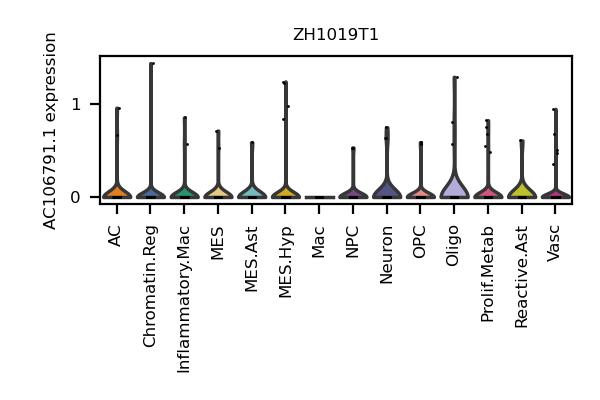 ZH1019T1
AC106791.1 expression
1
0
AC
Chromatin.Reg
Inflammatory.Mac
MES
MES.Ast
MES.Hyp
Mac
NPC
Neuron
OPC
Oligo
Prolif.Metab
Reactive.Ast
Vasc